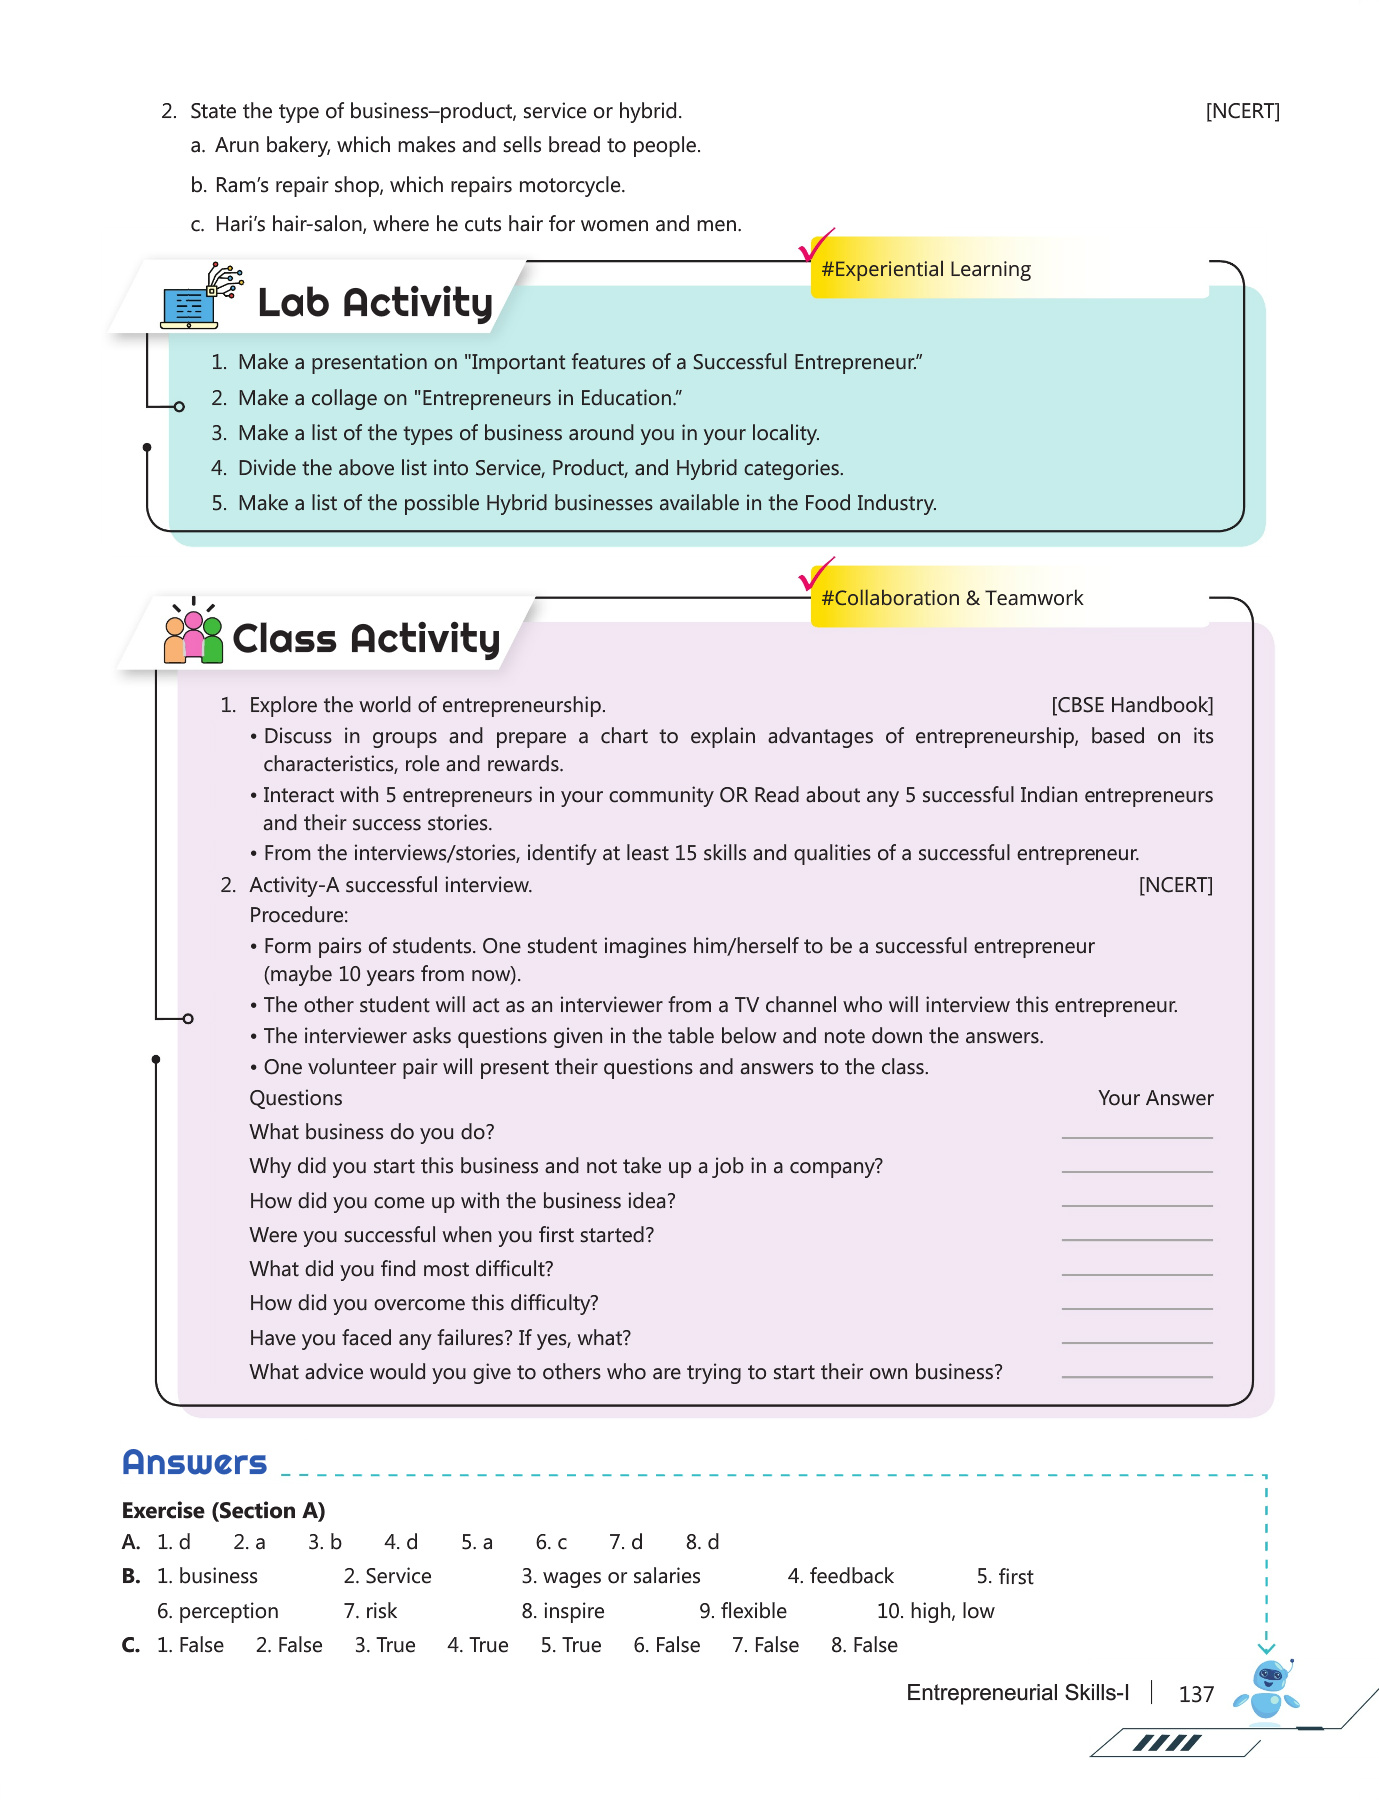 2. State the type of business–product, service or hybrid. [NCERT]
a. Arun bakery, which makes and sells bread to people.
b. Ram’s repair shop, which repairs motorcycle.
c. Hari’s hair-salon, where he cuts hair for women and men.
#Experiential Learning
Lab Activity
1. Make a presentation on "Important features of a Successful Entrepreneur.”
2. Make a collage on "Entrepreneurs in Education.”
3. Make a list of the types of business around you in your locality.
4. Divide the above list into Service, Product, and Hybrid categories.
5. Make a list of the possible Hybrid businesses available in the Food Industry.
#Collaboration & Teamwork
Class Activity
1. Explore the world of entrepreneurship. [CBSE Handbook]
• Discuss in groups and prepare a chart to explain advantages of entrepreneurship, based on its
characteristics, role and rewards.
• Interact with 5 entrepreneurs in your community OR Read about any 5 successful Indian entrepreneurs
and their success stories.
• From the interviews/stories, identify at least 15 skills and qualities of a successful entrepreneur.
2. Activity-A successful interview. [NCERT]
Procedure:
• Form pairs of students. One student imagines him/herself to be a successful entrepreneur
(maybe 10 years from now).
• The other student will act as an interviewer from a TV channel who will interview this entrepreneur.
• The interviewer asks questions given in the table below and note down the answers.
• One volunteer pair will present their questions and answers to the class.
Questions Your Answer
What business do you do?
Why did you start this business and not take up a job in a company?
How did you come up with the business idea?
Were you successful when you first started?
What did you find most difficult?
How did you overcome this difficulty?
Have you faced any failures? If yes, what?
What advice would you give to others who are trying to start their own business?
Answers
Exercise (Section A)
A. 1. d 2. a 3. b 4. d 5. a 6. c 7. d 8. d
B. 1. business 2. Service 3. wages or salaries 4. feedback 5. first
6. perception 7. risk 8. inspire 9. flexible 10. high, low
C. 1. False 2. False 3. True 4. True 5. True 6. False 7. False 8. False
Entrepreneurial Skills-I 137